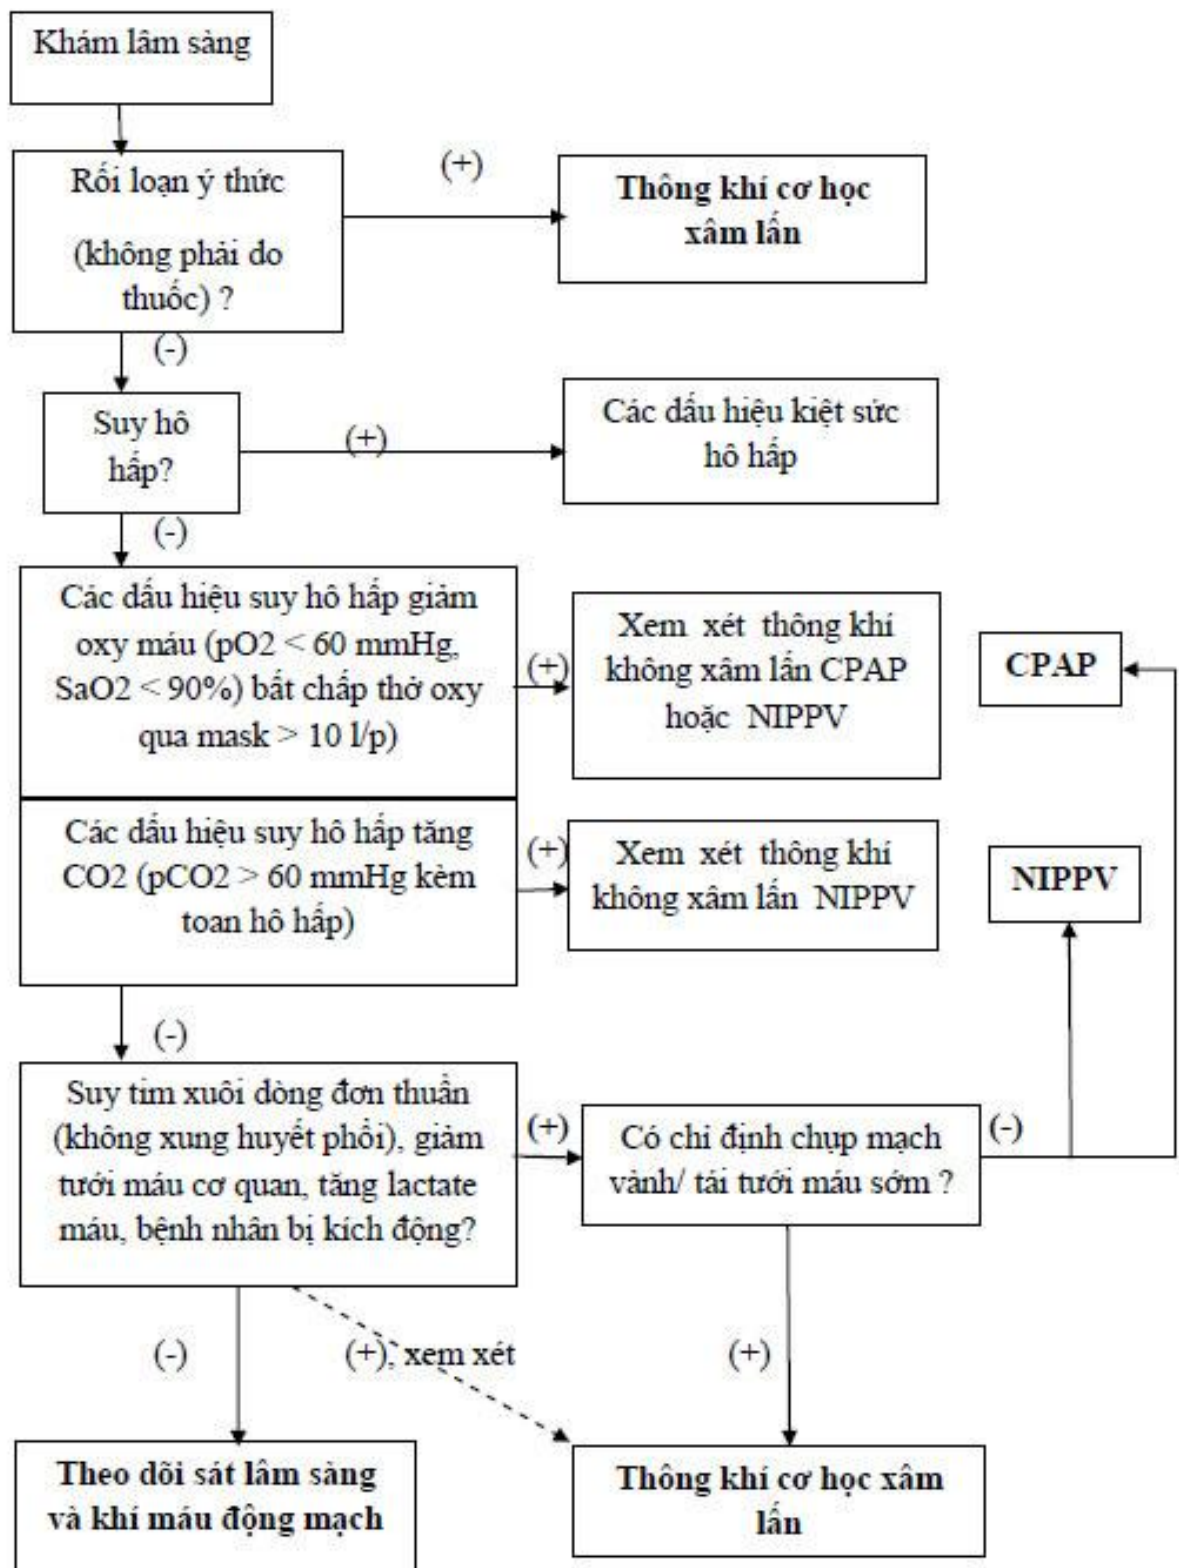 Khám lâm sàng
Rối loạn ý thức
(không phải do
thuốc) ?
(+)
Thông khí cơ học
xâm lấn
(-)
Suy hô
hấp?
(+)
Các dấu hiệu kiệt sức
hô hấp
(-)
Các dấu hiệu suy hô hấp giảm
oxy máu (pO2 < 60 mmHg,
SaO2 < 90%) bất chấp thở oxy
qua mask > 10 l/p)
(+)
Xem xét thông khí
không xâm lấn CPAP
hoặc NIPPV
CPAP
Các dấu hiệu suy hô hấp tăng
CO2 (pCO2 > 60 mmHg kèm
toan hô hấp)
(+)
Xem xét thông khí
không xâm lấn NIPPV
NIPPV
(-)
Suy tim xuôi dòng đơn thuần
(không xung huyết phổi), giảm
tưới máu cơ quan, tăng lactate
máu, bệnh nhân bị kích động?
(+)
Có chỉ định chụp mạch
vành/ tái tưới máu sớm ?
(-)
(-)
(+), xem xét
(+)
Theo dõi sát lâm sàng
và khí máu động mạch
Thông khí cơ học xâm
lấn